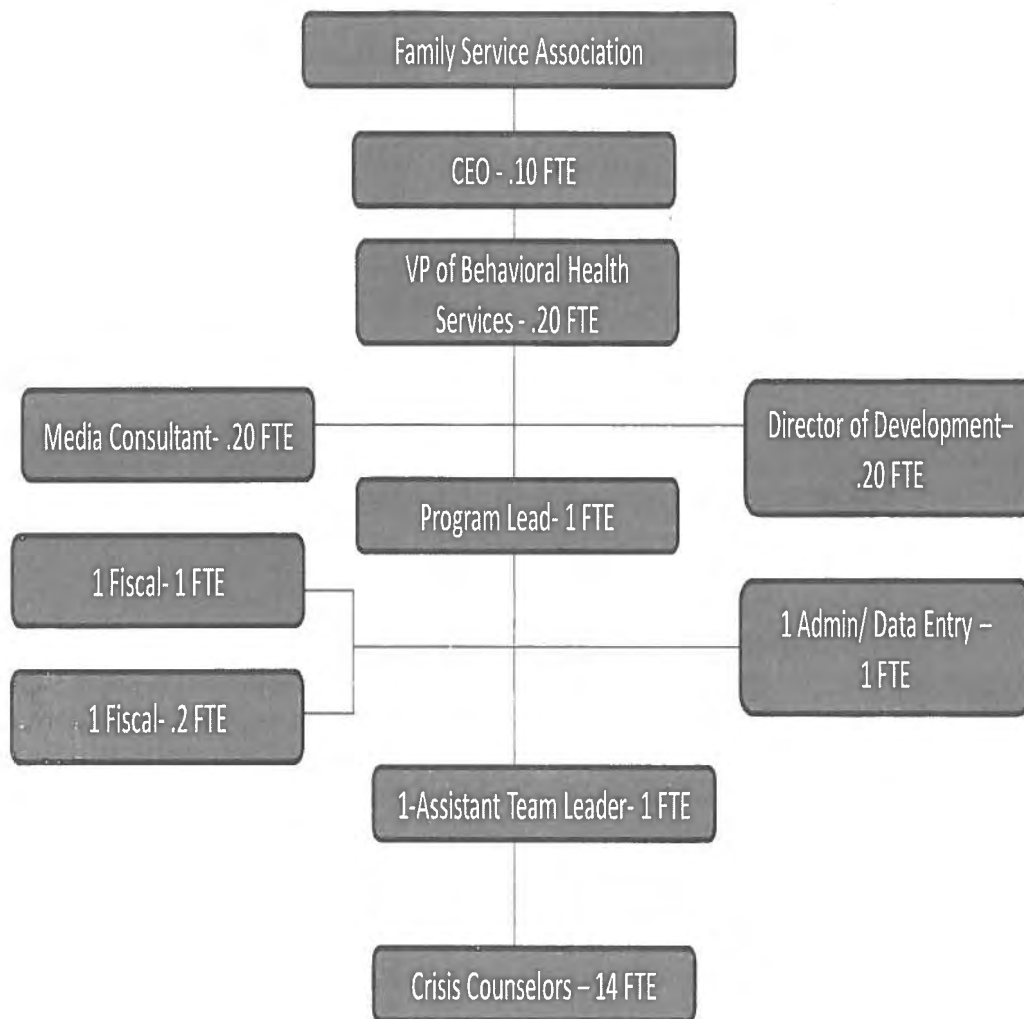 Family Service Association
CEO - .10 FTE
VP of Behavioral Health
Services - .20 FTE
Media Consultant- .20 FTE
Director of Development–
.20 FTE
Program Lead- 1 FTE
1 Fiscal- 1 FTE
1 Admin/ Data Entry –
1 FTE
1 Fiscal- .2 FTE
1-Assistant Team Leader- 1 FTE
Crisis Counselors – 14 FTE